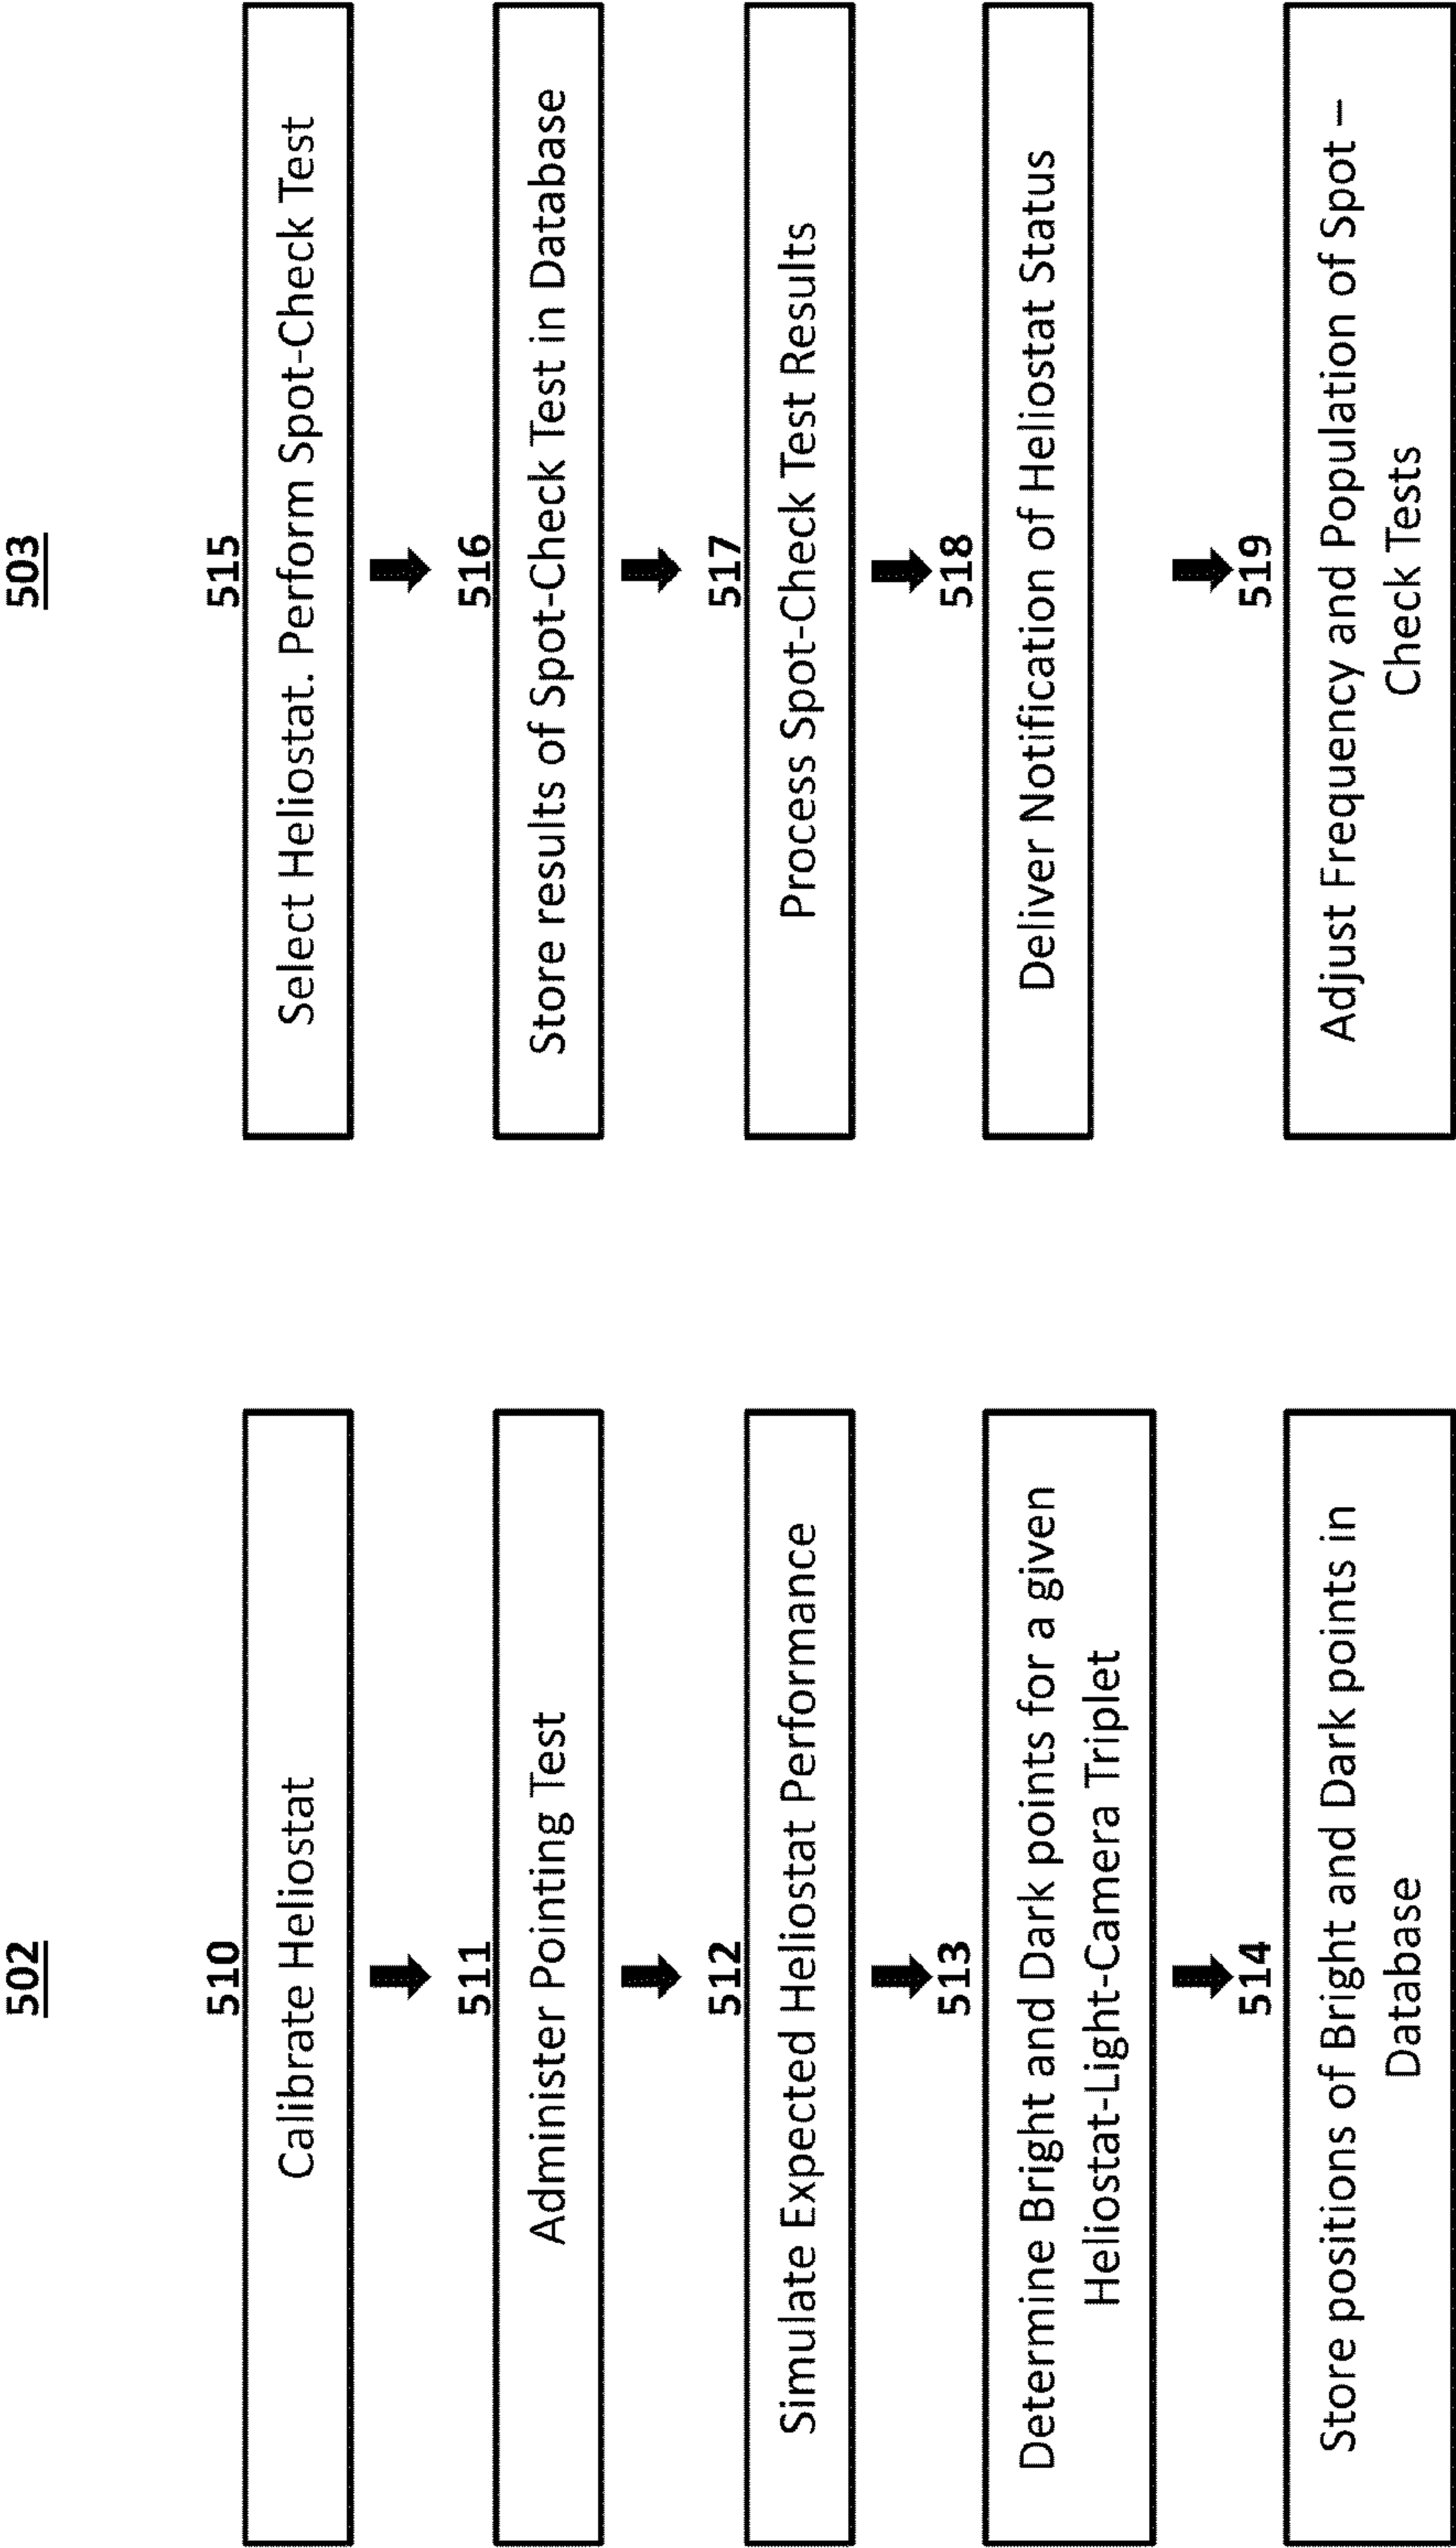 502
510
Calibrate Heliostat
511
Administer Pointing Test
512
Simulate Expected Heliostat Performance
513
Determine Bright and Dark points for a given
Heliostat-Light-Camera Triplet
514
Store positions of Bright and Dark points in
Database
503
515
Select Heliostat. Perform Spot-Check Test
516
Store results of Spot-Check Test in Database
517
Process Spot-Check Test Results
518
Deliver Notification of Heliostat Status
519
Adjust Frequency and Population of Spot –
Check Tests